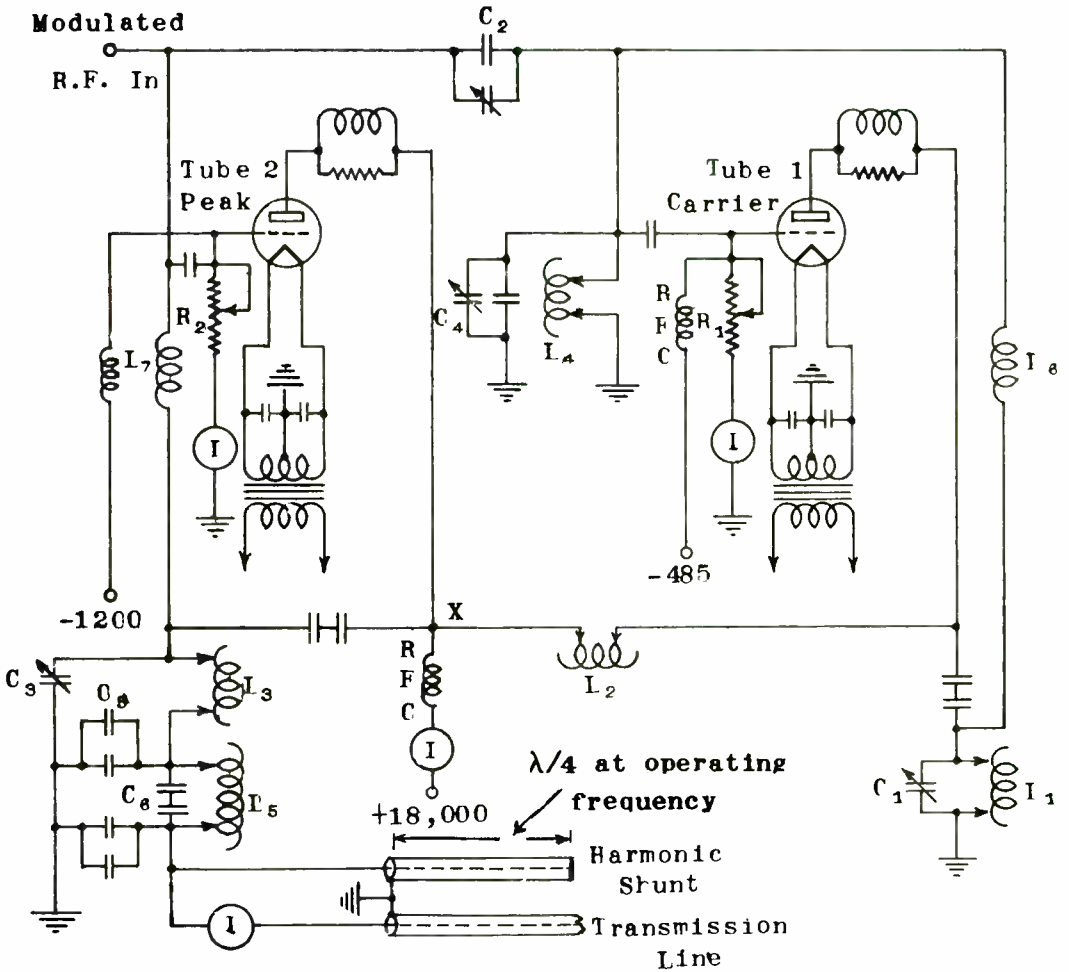 Modulated
R.F. In
C₂
Tube 2
Peak
Tube 1
Carrier
R₂
L₇
C₄
L₄
R
F
C
R₁
L₆
I
I
-485
-1200
X
R
F
C
L₂
C₃
L₃
C₆
L₅
I
+18,000
λ/4 at operating
frequency
C₁
L₁
Harmonic
Shunt
I
Transmission
Line